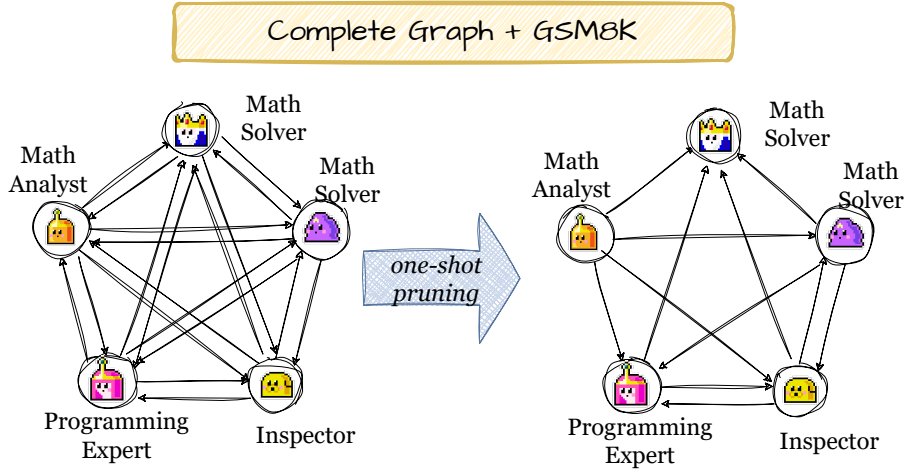 Complete Graph + GSM8K
Math
Solver
Math
Analyst
Math
Solver
Programming
Expert
Inspector
one-shot
pruning
Math
Solver
Math
Analyst
Math
Solver
Programming
Expert
Inspector